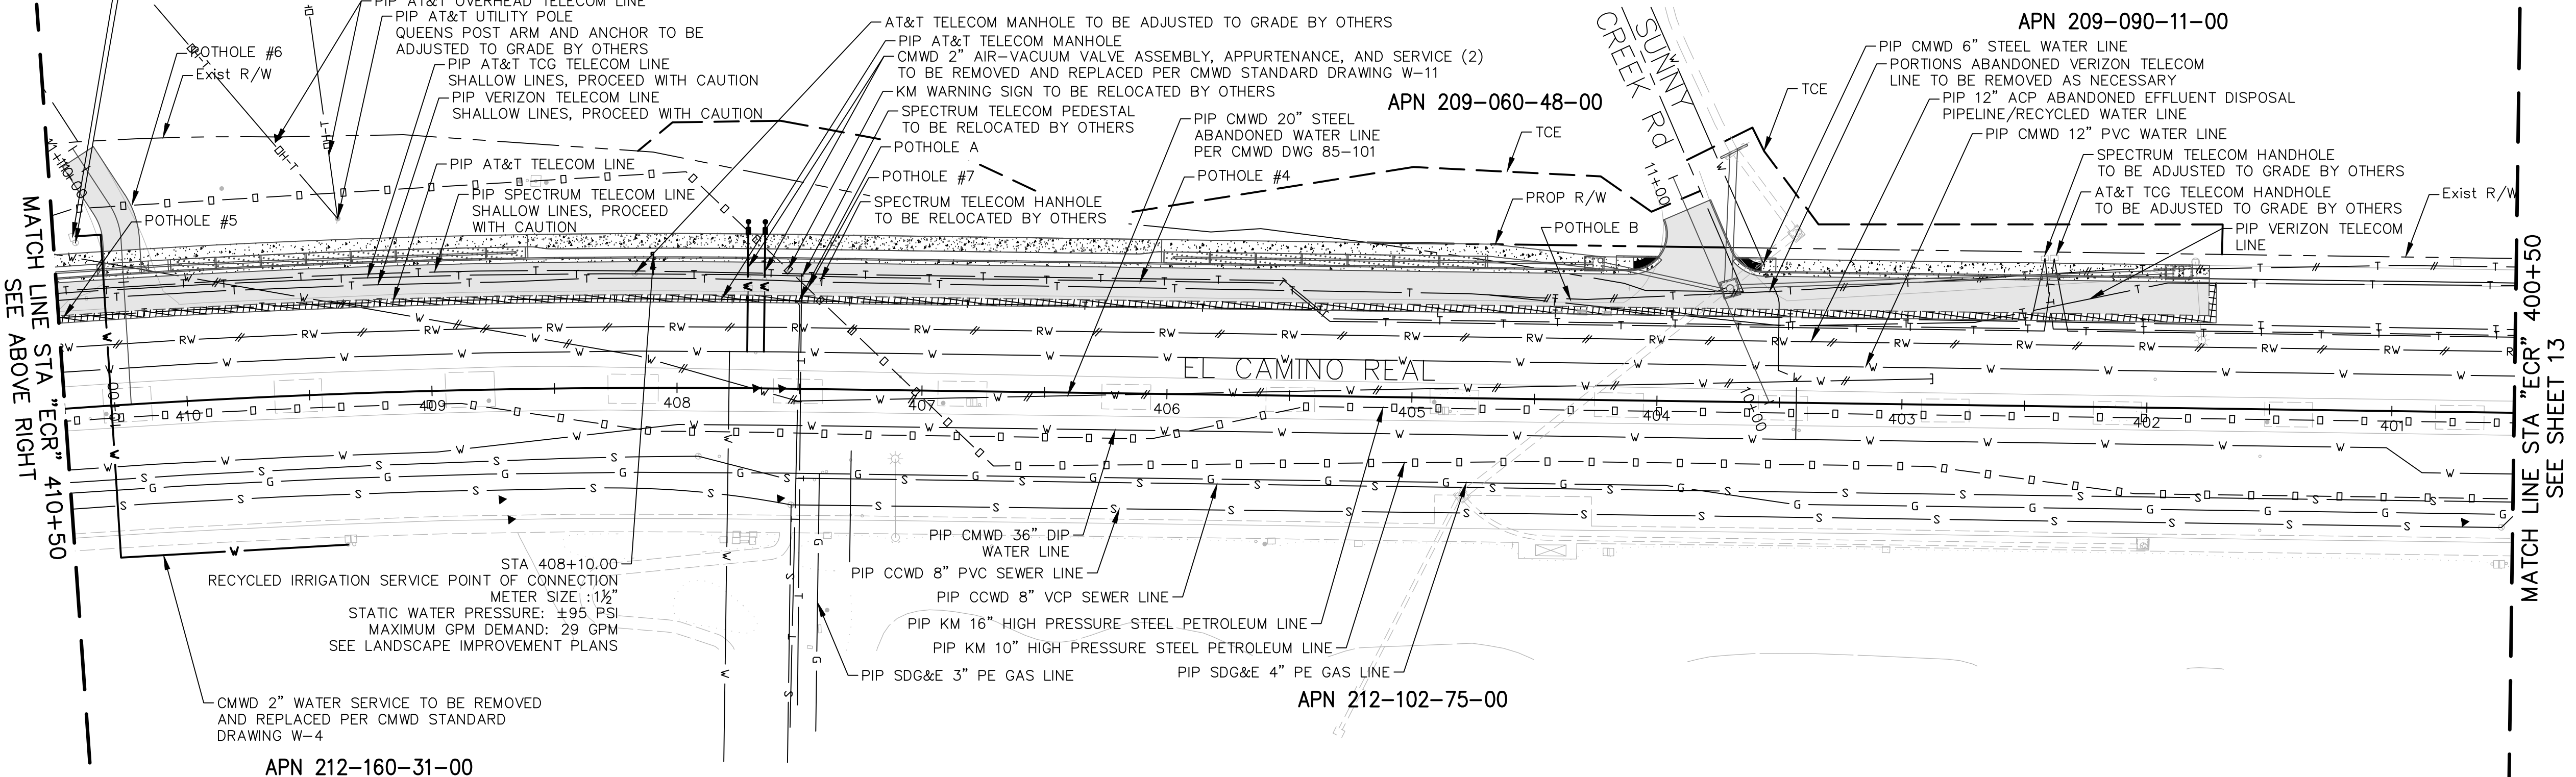 PIP AT&T OVERHEAD TELECOM LINE
PIP AT&T UTILITY POLE
QUEENS POST ARM AND ANCHOR TO BE
ADJUSTED TO GRADE BY OTHERS
POTHOLE #6
Exist R/W
PIP AT&T TCG TELECOM LINE
SHALLOW LINES, PROCEED WITH CAUTION
PIP VERIZON TELECOM LINE
SHALLOW LINES, PROCEED WITH CAUTION
PIP AT&T TELECOM LINE
PIP SPECTRUM TELECOM LINE
SHALLOW LINES, PROCEED
WITH CAUTION
POTHOLE #5
AT&T TELECOM MANHOLE TO BE ADJUSTED TO GRADE BY OTHERS
PIP AT&T TELECOM MANHOLE
CMWD 2" AIR-VACUUM VALVE ASSEMBLY, APPURTENANCE, AND SERVICE (2)
TO BE REMOVED AND REPLACED PER CMWD STANDARD DRAWING W-11
KM WARNING SIGN TO BE RELOCATED BY OTHERS
SPECTRUM TELECOM PEDESTAL
TO BE RELOCATED BY OTHERS
POTHOLE A
POTHOLE #7
SPECTRUM TELECOM HANHOLE
TO BE RELOCATED BY OTHERS
PIP CMWD 20" STEEL
ABANDONED WATER LINE
PER CMWD DWG 85-101
POTHOLE #4
APN 209-060-48-00
TCE
PROP R/W
POTHOLE B
SUNNY
CREEK Rd
11+00
10+00
APN 209-090-11-00
PIP CMWD 6" STEEL WATER LINE
PORTIONS ABANDONED VERIZON TELECOM
LINE TO BE REMOVED AS NECESSARY
TCE
PIP 12" ACP ABANDONED EFFLUENT DISPOSAL
PIPELINE/RECYCLED WATER LINE
PIP CMWD 12" PVC WATER LINE
SPECTRUM TELECOM HANDHOLE
TO BE ADJUSTED TO GRADE BY OTHERS
AT&T TCG TELECOM HANDHOLE
TO BE ADJUSTED TO GRADE BY OTHERS
Exist R/W
PIP VERIZON TELECOM
LINE
MATCH LINE STA "ECR" 410+50
SEE ABOVE RIGHT
EL CAMINO REAL
410
409
408
407
406
405
404
403
402
401
MATCH LINE STA "ECR" 400+50
SEE SHEET 13
STA 408+10.00
RECYCLED IRRIGATION SERVICE POINT OF CONNECTION
METER SIZE :1½"
STATIC WATER PRESSURE: ±95 PSI
MAXIMUM GPM DEMAND: 29 GPM
SEE LANDSCAPE IMPROVEMENT PLANS
CMWD 2" WATER SERVICE TO BE REMOVED
AND REPLACED PER CMWD STANDARD
DRAWING W-4
APN 212-160-31-00
PIP CMWD 36" DIP
WATER LINE
PIP CCWD 8" PVC SEWER LINE
PIP CCWD 8" VCP SEWER LINE
PIP KM 16" HIGH PRESSURE STEEL PETROLEUM LINE
PIP KM 10" HIGH PRESSURE STEEL PETROLEUM LINE
PIP SDG&E 3" PE GAS LINE
PIP SDG&E 4" PE GAS LINE
APN 212-102-75-00